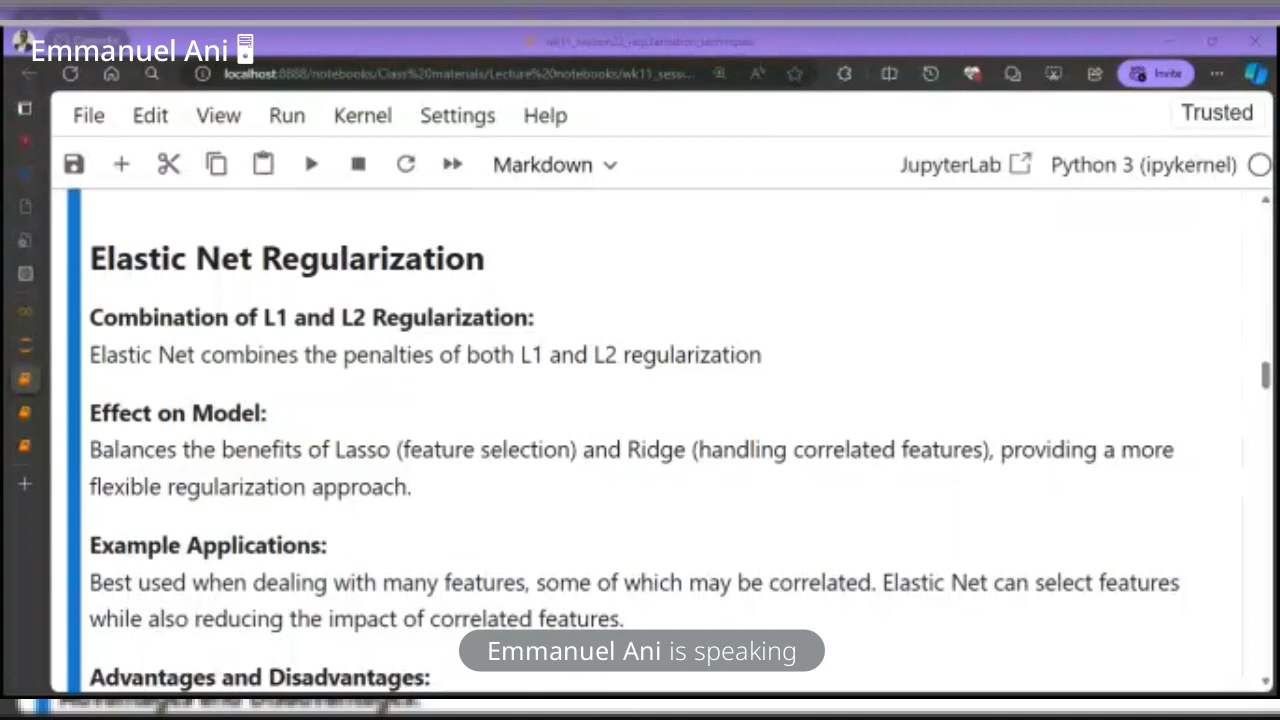 Emmanuel Ani
localhost:8888/notebooks/Class%20materials/Lecture%20notebooks/wk11_sess...
Invite
File Edit View Run Kernel Settings Help
Trusted
Markdown
JupyterLab
Python 3 (ipykernel)
Elastic Net Regularization
Combination of L1 and L2 Regularization:
Elastic Net combines the penalties of both L1 and L2 regularization
Effect on Model:
Balances the benefits of Lasso (feature selection) and Ridge (handling correlated features), providing a more
flexible regularization approach.
Example Applications:
Best used when dealing with many features, some of which may be correlated. Elastic Net can select features
while also reducing the impact of correlated features.
Emmanuel Ani is speaking
Advantages and Disadvantages: